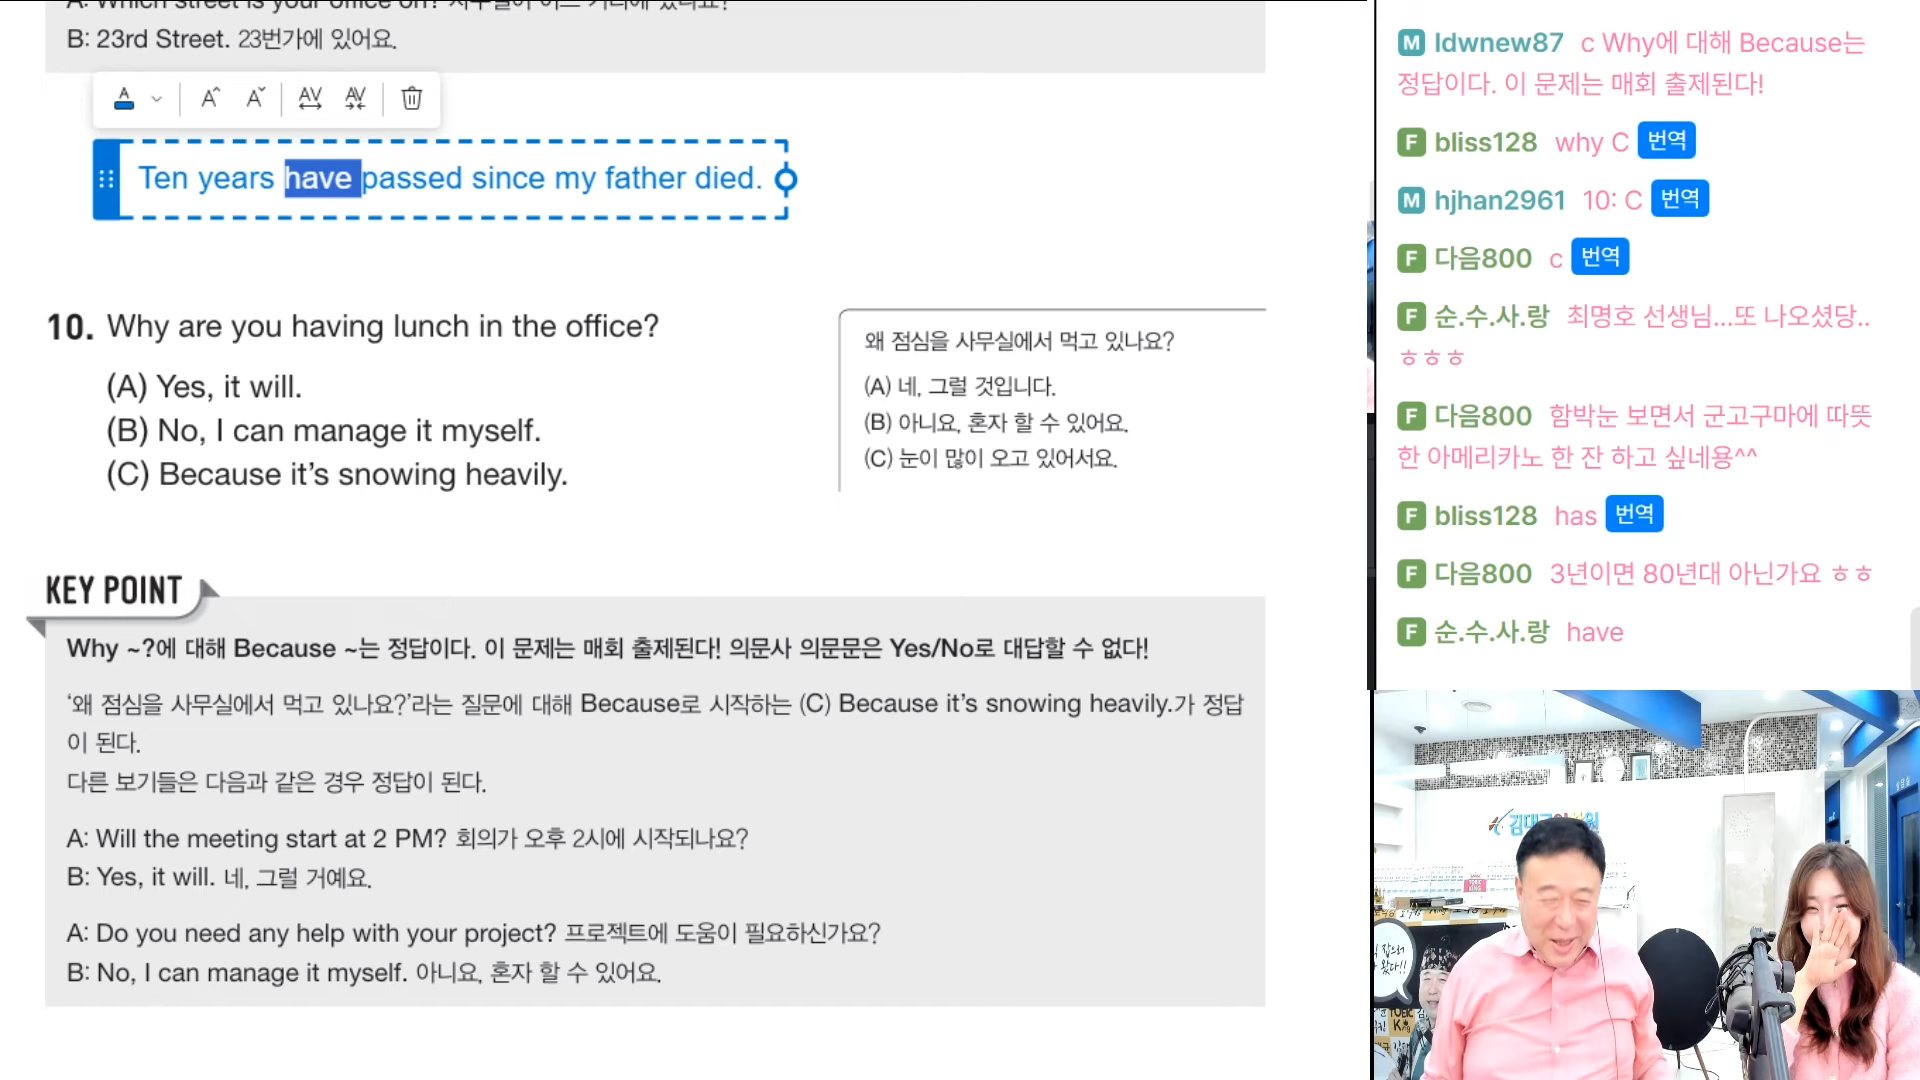 B: 23rd Street. 23번가에 있어요.
Ten years have passed since my father died.
10. Why are you having lunch in the office?
(A) Yes, it will.
(B) No, I can manage it myself.
(C) Because it's snowing heavily.
왜 점심을 사무실에서 먹고 있나요?
(A) 네, 그럴 것입니다.
(B) 아니요, 혼자 할 수 있어요.
(C) 눈이 많이 오고 있어서요.
KEY POINT
Why ~?에 대해 Because ~는 정답이다. 이 문제는 매회 출제된다! 의문사 의문문은 Yes/No로 대답할 수 없다!
'왜 점심을 사무실에서 먹고 있나요?'라는 질문에 대해 Because로 시작하는 (C) Because it's snowing heavily.가 정답
이 된다.
다른 보기들은 다음과 같은 경우 정답이 된다.
A: Will the meeting start at 2 PM? 회의가 오후 2시에 시작되나요?
B: Yes, it will. 네, 그럴 거예요.
A: Do you need any help with your project? 프로젝트에 도움이 필요하신가요?
B: No, I can manage it myself. 아니요, 혼자 할 수 있어요.
M ldwnew87 c Why에 대해 Because는
정답이다. 이 문제는 매회 출제된다!
F bliss128 why C 번역
M hjhan2961 10: C 번역
F 다음800 c 번역
F 순.수.사.랑 최명호 선생님...또 나오셨당..
ㅎㅎㅎ
F 다음800 함박눈 보면서 군고구마에 따뜻
한 아메리카노 한 잔 하고 싶네용^^
F bliss128 has 번역
F 다음800 3년이면 80년대 아닌가요 ㅎㅎ
F 순.수.사.랑 have
TOEIC
KING